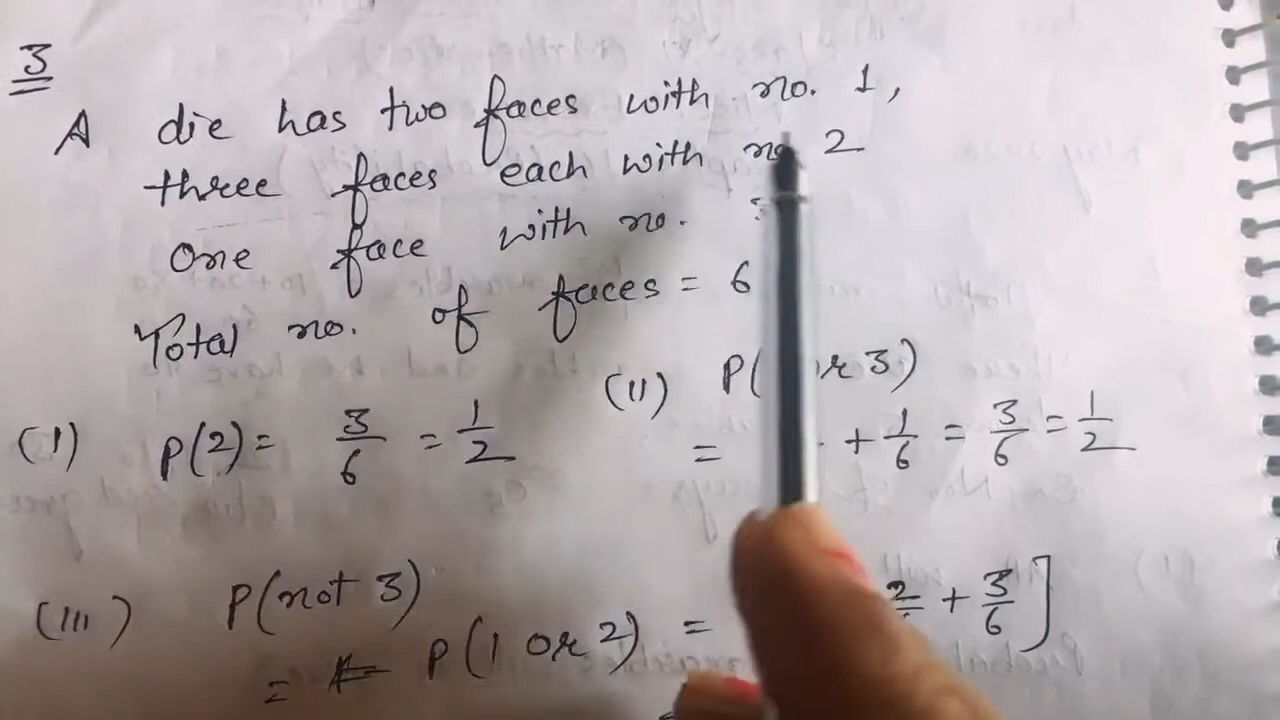 3
A die has two faces with no. 1,
three faces each with no 2
One face with no.
Total no. of faces = 6
(I) P(2) = 3/6 = 1/2
(II) P( or 3)
= + 1/6 = 3/6 = 1/2
(III) P(not 3)
= P(1 or 2) = 2/ + 3/6 ]